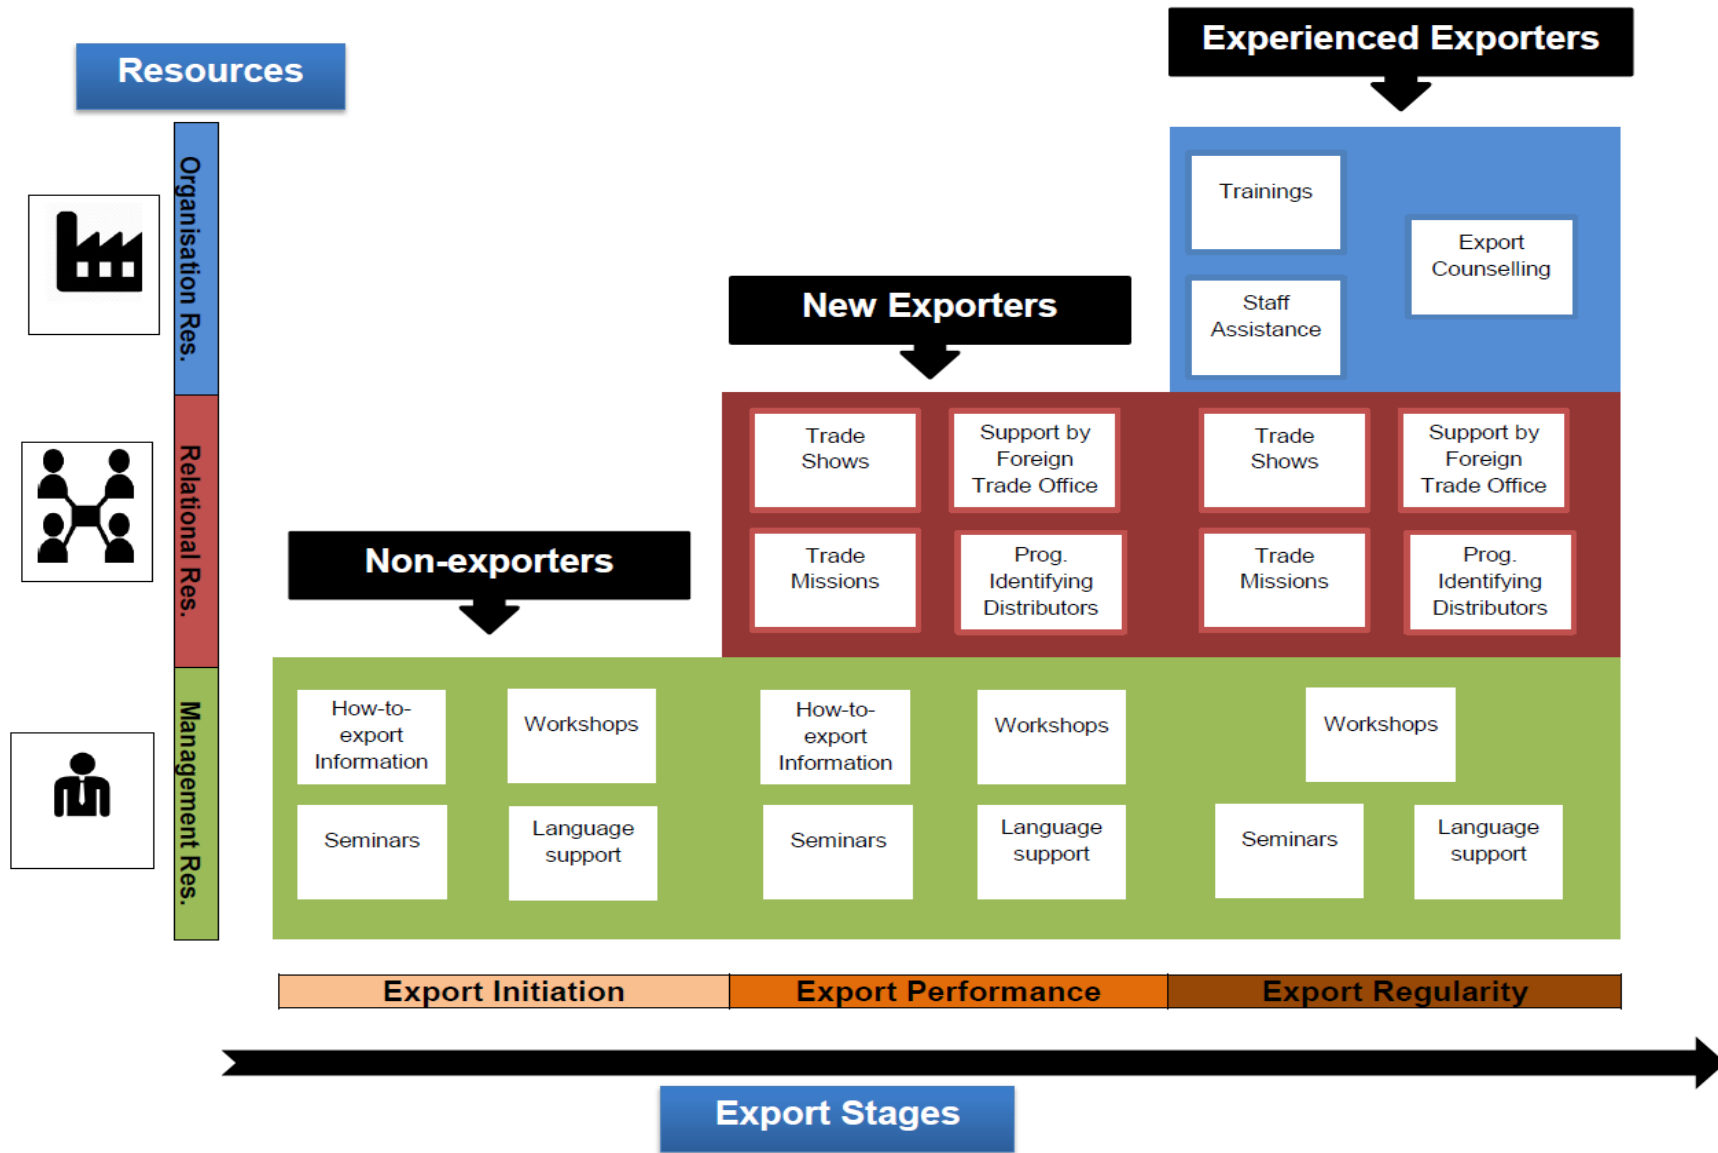 Experienced Exporters
Resources
Organisation Res.
Trainings
Export
Counselling
Staff
Assistance
New Exporters
Relational Res.
Trade
Shows
Support by
Foreign
Trade Office
Trade
Shows
Support by
Foreign
Trade Office
Trade
Missions
Prog.
Identifying
Distributors
Trade
Missions
Prog.
Identifying
Distributors
Non-exporters
Management Res.
How-to-
export
Information
Workshops
How-to-
export
Information
Workshops
Workshops
Seminars
Language
support
Seminars
Language
support
Seminars
Language
support
Export Initiation
Export Performance
Export Regularity
Export Stages